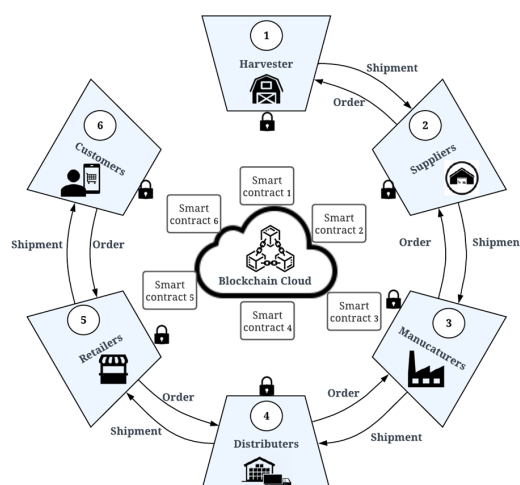 1
Harvester
Shipment
Order
2
Suppliers
6
Customers
Smart
contract 1
Smart
contract 6
Smart
contract 2
Shipment
Order
Order
Shipmen
Blockchain Cloud
Smart
contract 5
Smart
contract 3
Smart
contract 4
5
Retailers
3
Manucaturers
Order
Order
Shipment
Shipment
4
Distributers